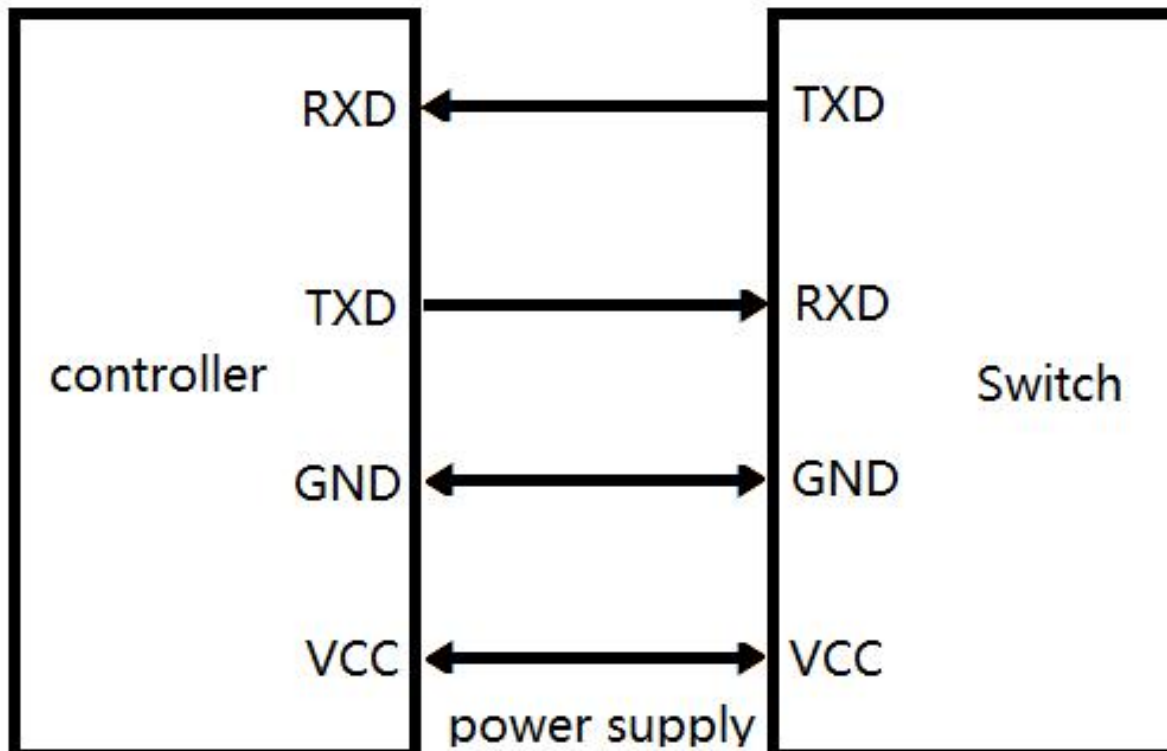 RXD TXD
TXD RXD
controller Switch
GND GND
VCC VCC
power supply